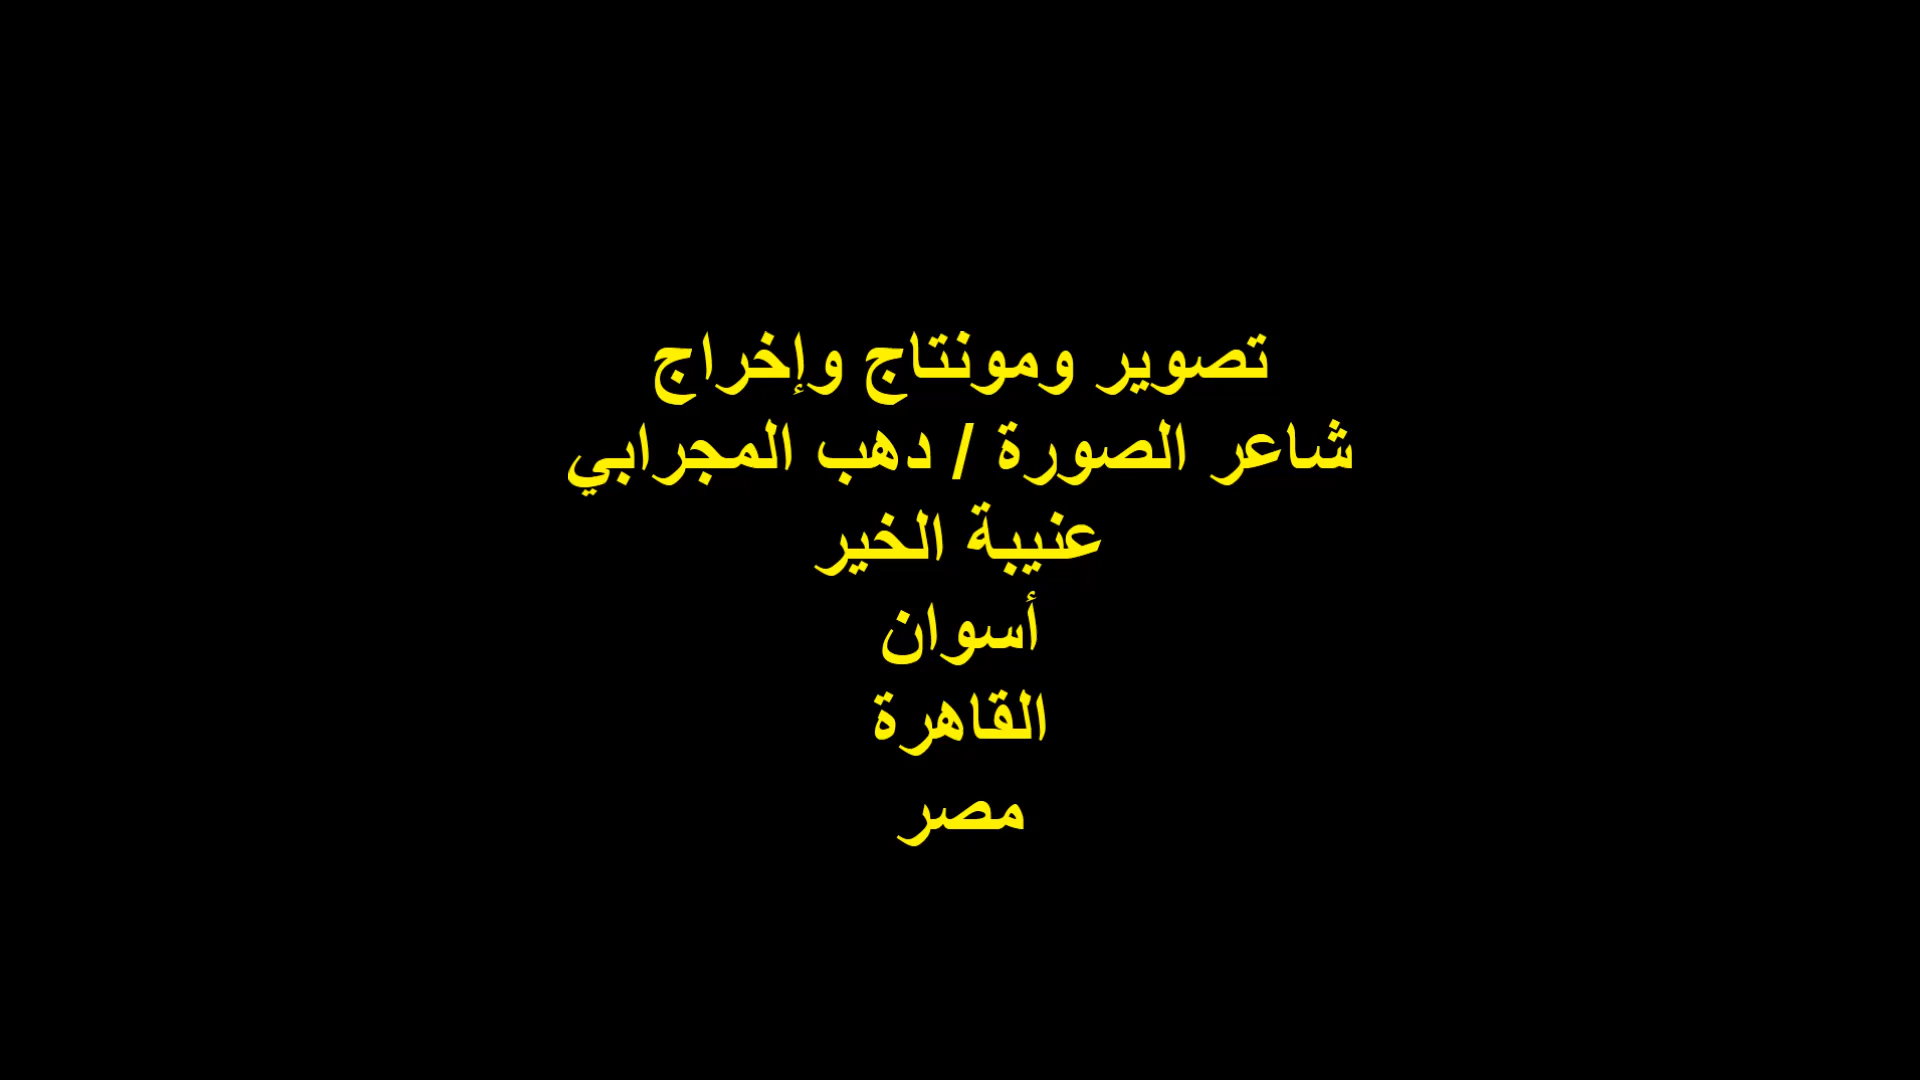 تصوير ومونتاج وإخراج
شاعر الصورة / دهب المجرابي
عنيبة الخير
أسوان
القاهرة
مصر